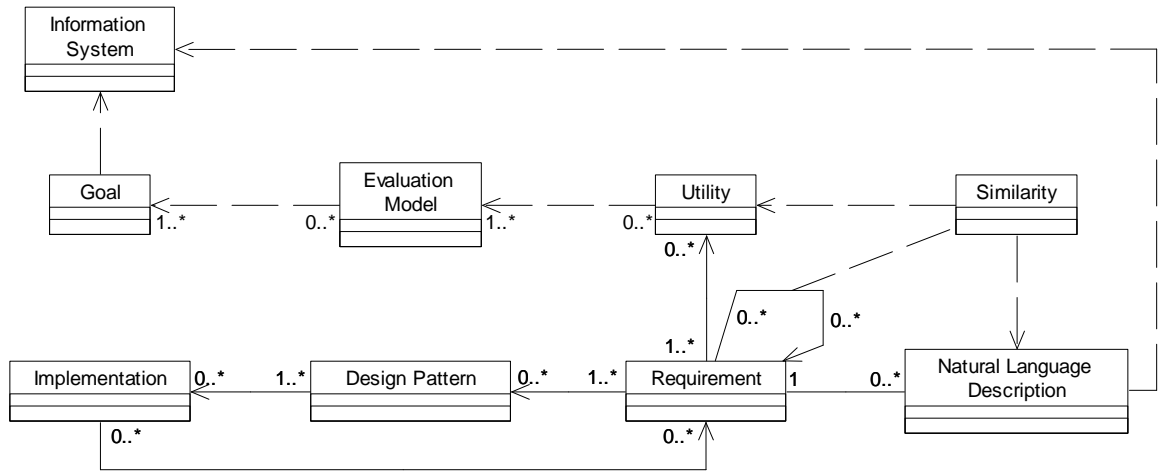 Information
System
Goal
Evaluation
Model
Utility
Similarity
1..*
0..*
1..*
0..*
0..*
0..*
0..*
1..*
Implementation
0..*
1..*
Design Pattern
0..*
1..*
Requirement
1
0..*
Natural Language
Description
0..*
0..*